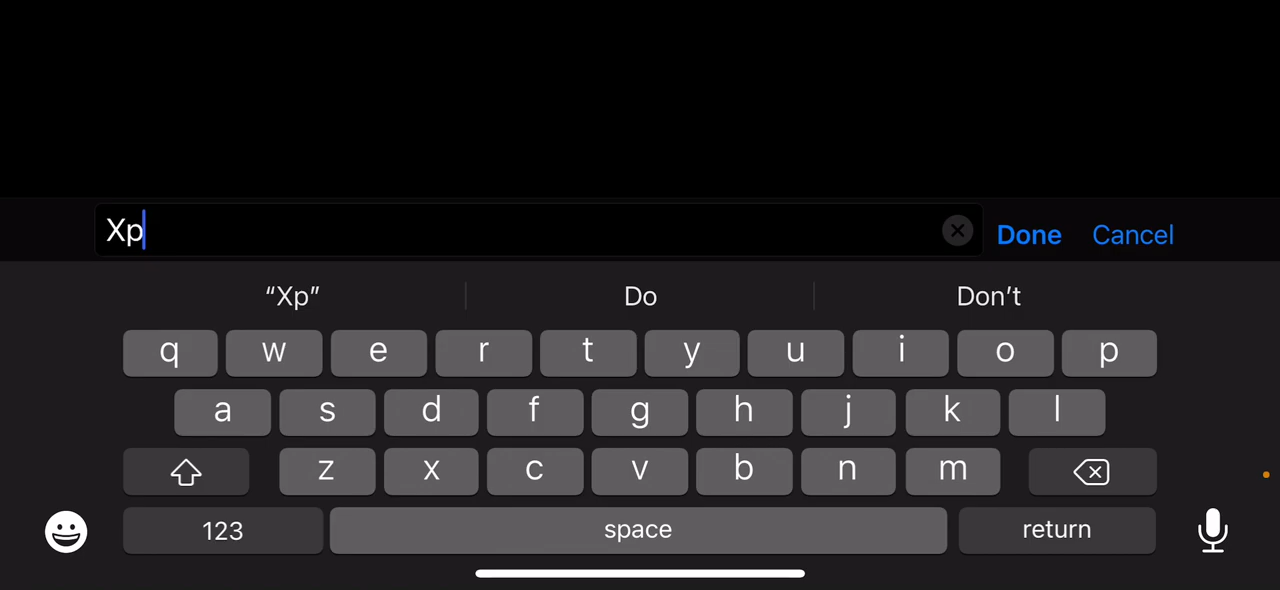 Xp
Done Cancel
“Xp” Do Don’t
q w e r t y u i o p
a s d f g h j k l
z x c v b n m
123 space return